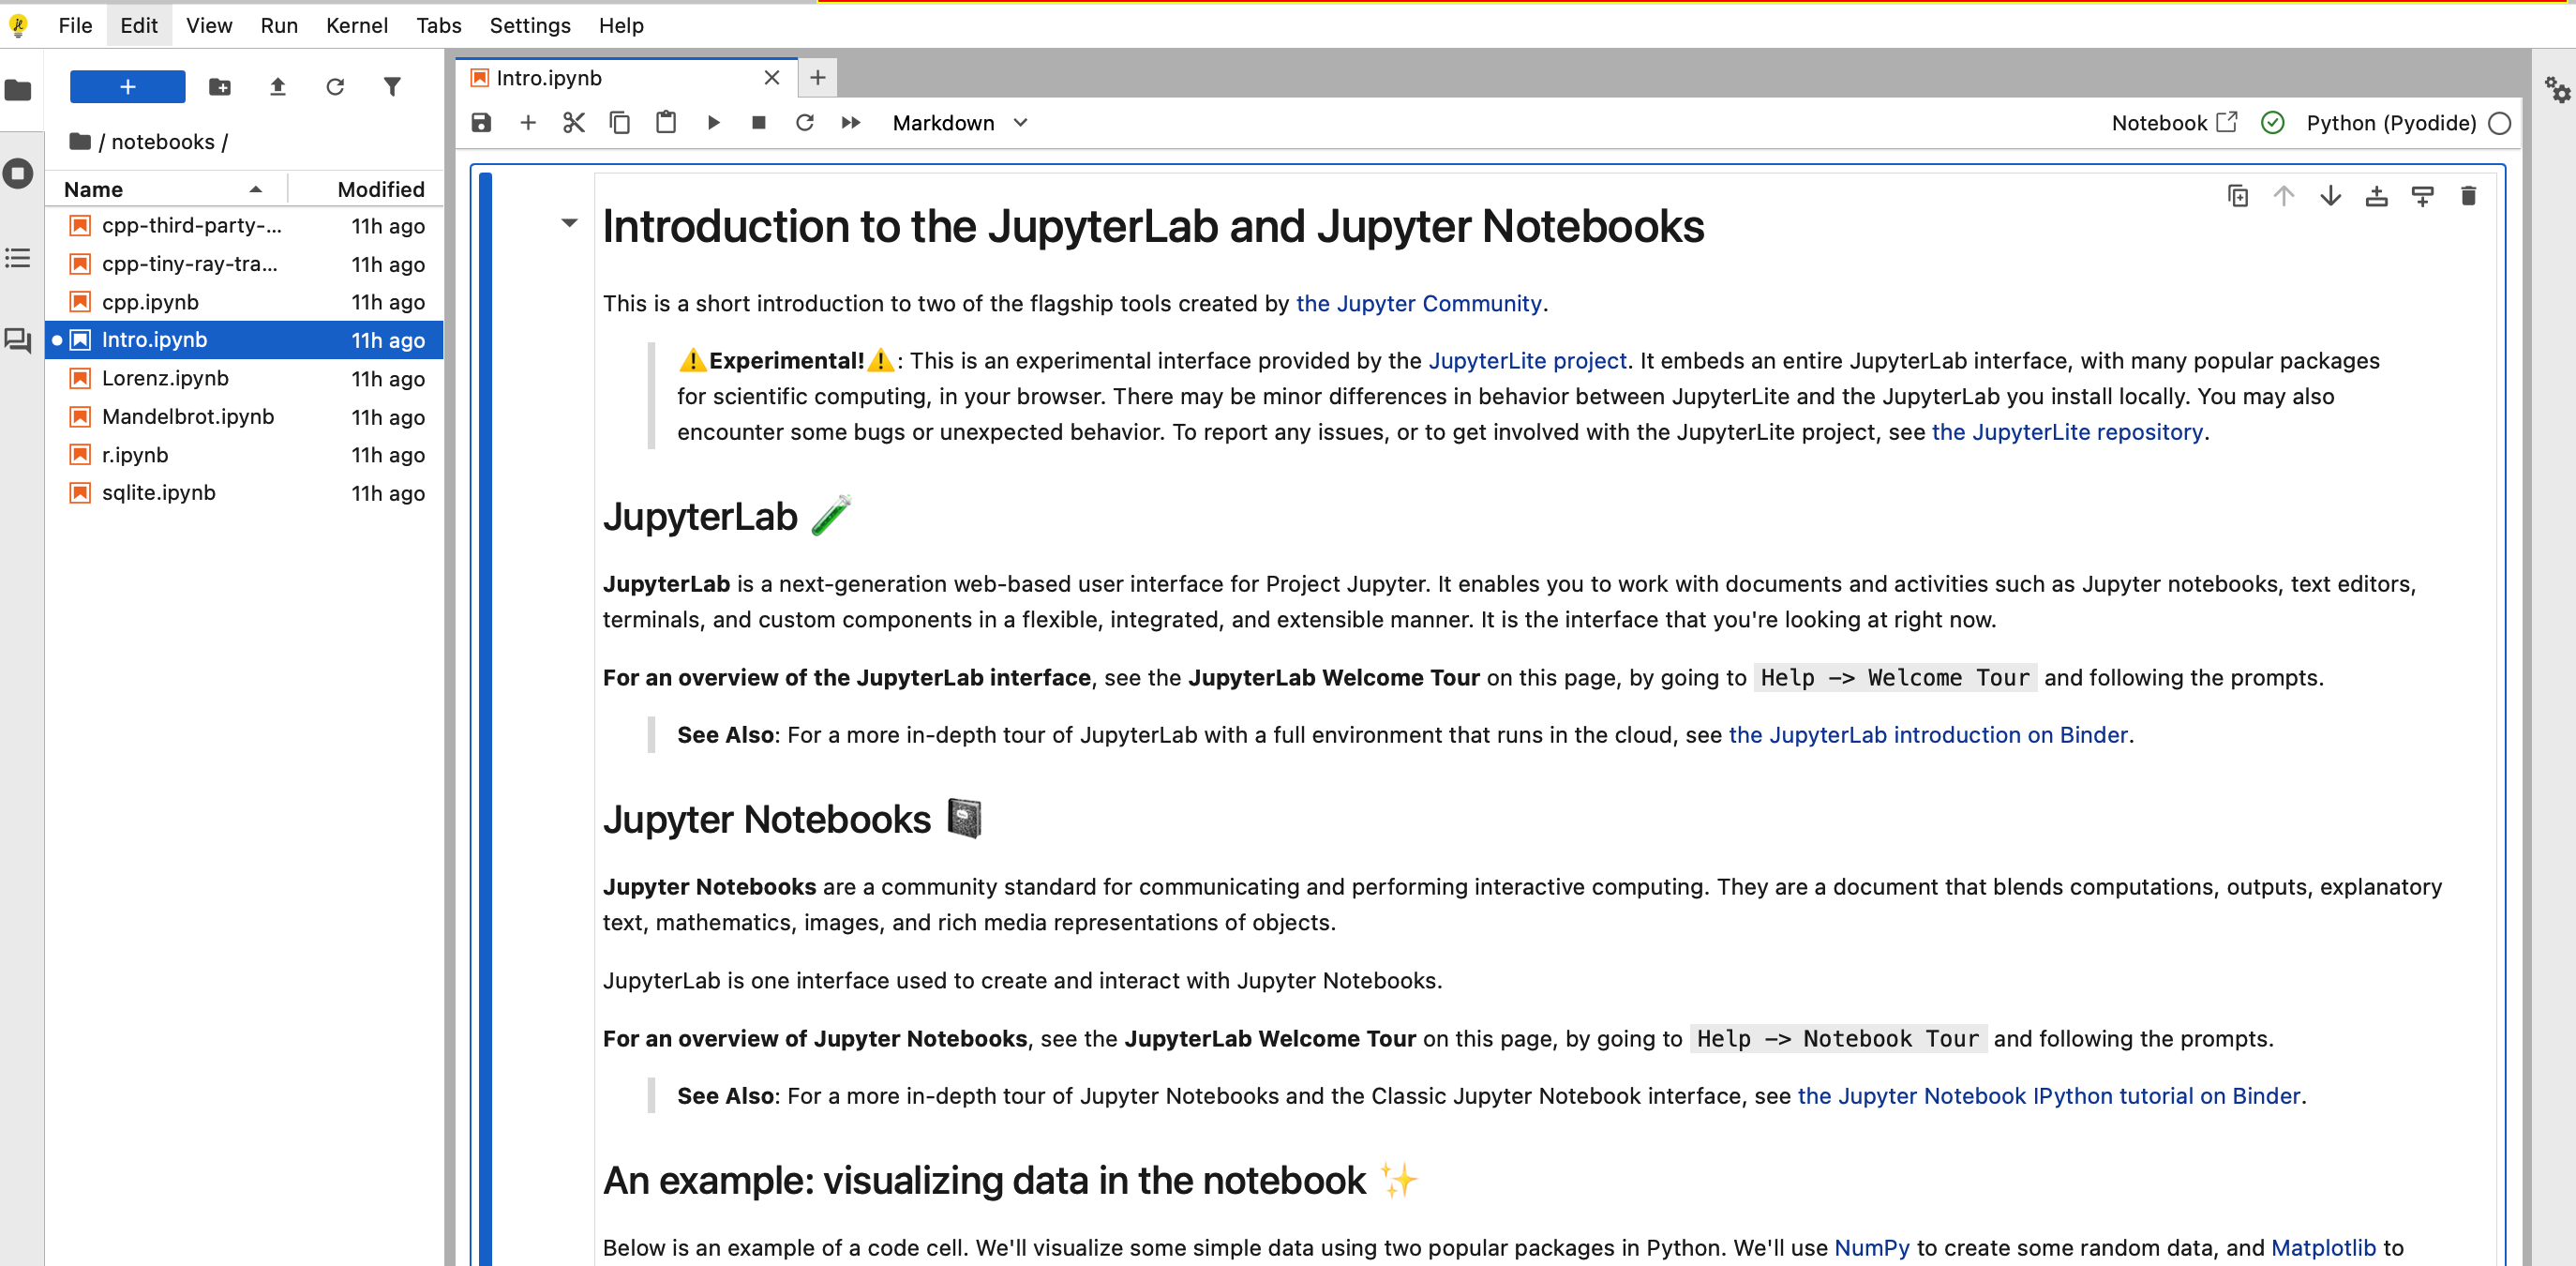 File Edit View Run Kernel Tabs Settings Help
/ notebooks /
Name Modified
cpp-third-party-... 11h ago
cpp-tiny-ray-tra... 11h ago
cpp.ipynb 11h ago
Intro.ipynb 11h ago
Lorenz.ipynb 11h ago
Mandelbrot.ipynb 11h ago
r.ipynb 11h ago
sqlite.ipynb 11h ago
Intro.ipynb
Markdown Notebook Python (Pyodide)
Introduction to the JupyterLab and Jupyter Notebooks
This is a short introduction to two of the flagship tools created by the Jupyter Community.
⚠️Experimental!⚠️: This is an experimental interface provided by the JupyterLite project. It embeds an entire JupyterLab interface, with many popular packages
for scientific computing, in your browser. There may be minor differences in behavior between JupyterLite and the JupyterLab you install locally. You may also
encounter some bugs or unexpected behavior. To report any issues, or to get involved with the JupyterLite project, see the JupyterLite repository.
JupyterLab 🧪
JupyterLab is a next-generation web-based user interface for Project Jupyter. It enables you to work with documents and activities such as Jupyter notebooks, text editors,
terminals, and custom components in a flexible, integrated, and extensible manner. It is the interface that you're looking at right now.
For an overview of the JupyterLab interface, see the JupyterLab Welcome Tour on this page, by going to Help -> Welcome Tour and following the prompts.
See Also: For a more in-depth tour of JupyterLab with a full environment that runs in the cloud, see the JupyterLab introduction on Binder.
Jupyter Notebooks 📓
Jupyter Notebooks are a community standard for communicating and performing interactive computing. They are a document that blends computations, outputs, explanatory
text, mathematics, images, and rich media representations of objects.
JupyterLab is one interface used to create and interact with Jupyter Notebooks.
For an overview of Jupyter Notebooks, see the JupyterLab Welcome Tour on this page, by going to Help -> Notebook Tour and following the prompts.
See Also: For a more in-depth tour of Jupyter Notebooks and the Classic Jupyter Notebook interface, see the Jupyter Notebook IPython tutorial on Binder.
An example: visualizing data in the notebook ✨
Below is an example of a code cell. We'll visualize some simple data using two popular packages in Python. We'll use NumPy to create some random data, and Matplotlib to